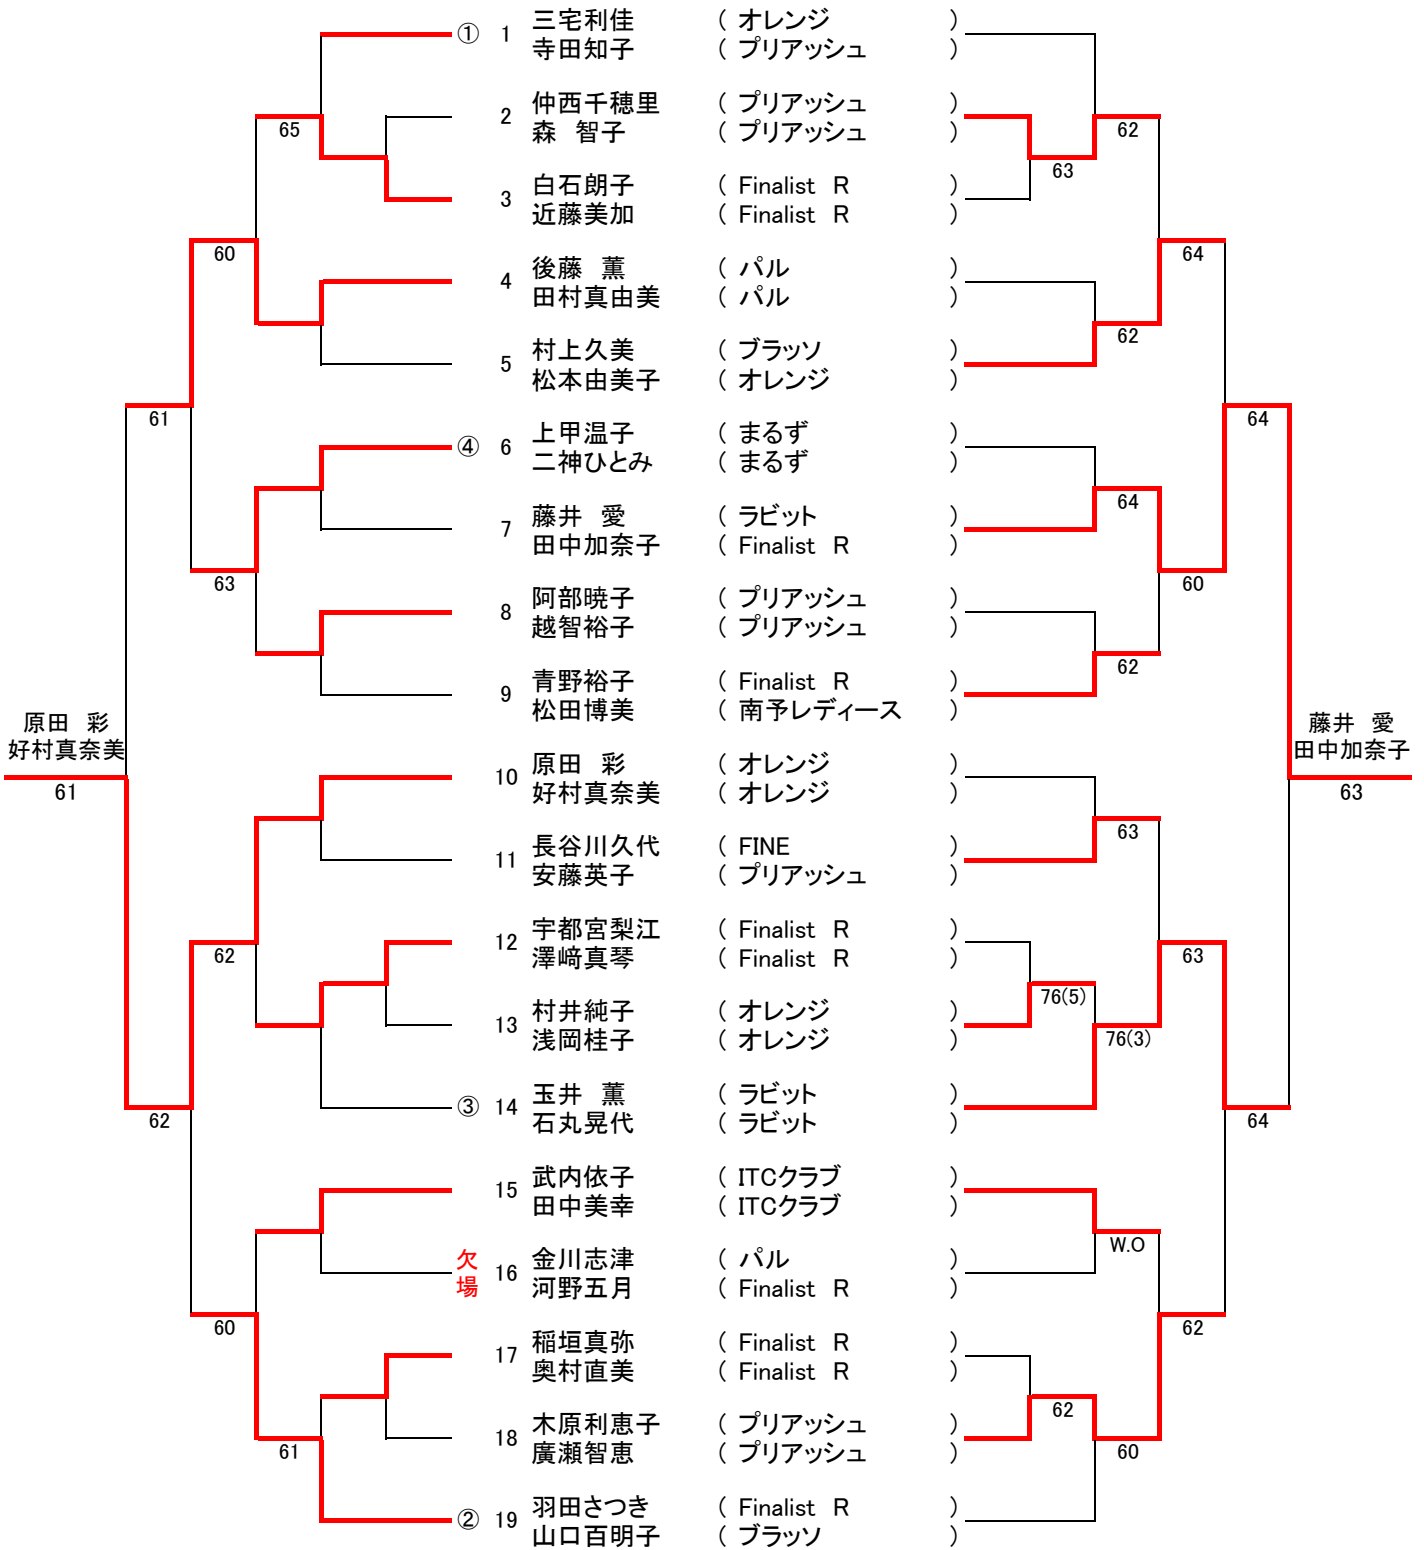 ① 1 三宅利佳 ( オレンジ )
寺田知子 ( プリアッシュ )
2 仲西千穂里 ( プリアッシュ )
65 森　智子 ( プリアッシュ ) 62
63
3 白石朗子 ( Finalist R )
近藤美加 ( Finalist R )
60 64
4 後藤　薫 ( パル )
田村真由美 ( パル )
62
5 村上久美 ( ブラッソ )
松本由美子 ( オレンジ )
61 64
④ 6 上甲温子 ( まるず )
二神ひとみ ( まるず )
64
7 藤井　愛 ( ラビット )
田中加奈子 ( Finalist R )
63 60
8 阿部暁子 ( プリアッシュ )
越智裕子 ( プリアッシュ )
62
9 青野裕子 ( Finalist R )
松田博美 ( 南予レディース )
原田　彩 藤井　愛
好村真奈美 田中加奈子
10 原田　彩 ( オレンジ )
61 好村真奈美 ( オレンジ ) 63
63
11 長谷川久代 ( FINE )
安藤英子 ( プリアッシュ )
12 宇都宮梨江 ( Finalist R )
62 澤﨑真琴 ( Finalist R ) 63
76(5)
13 村井純子 ( オレンジ )
浅岡桂子 ( オレンジ ) 76(3)
③ 14 玉井　薫 ( ラビット )
62 石丸晃代 ( ラビット ) 64
15 武内依子 ( ITCクラブ )
田中美幸 ( ITCクラブ )
W.O
欠場 16 金川志津 ( パル )
河野五月 ( Finalist R )
60 62
17 稲垣真弥 ( Finalist R )
奥村直美 ( Finalist R )
62
18 木原利恵子 ( プリアッシュ )
61 廣瀬智恵 ( プリアッシュ ) 60
② 19 羽田さつき ( Finalist R )
山口百明子 ( ブラッソ )